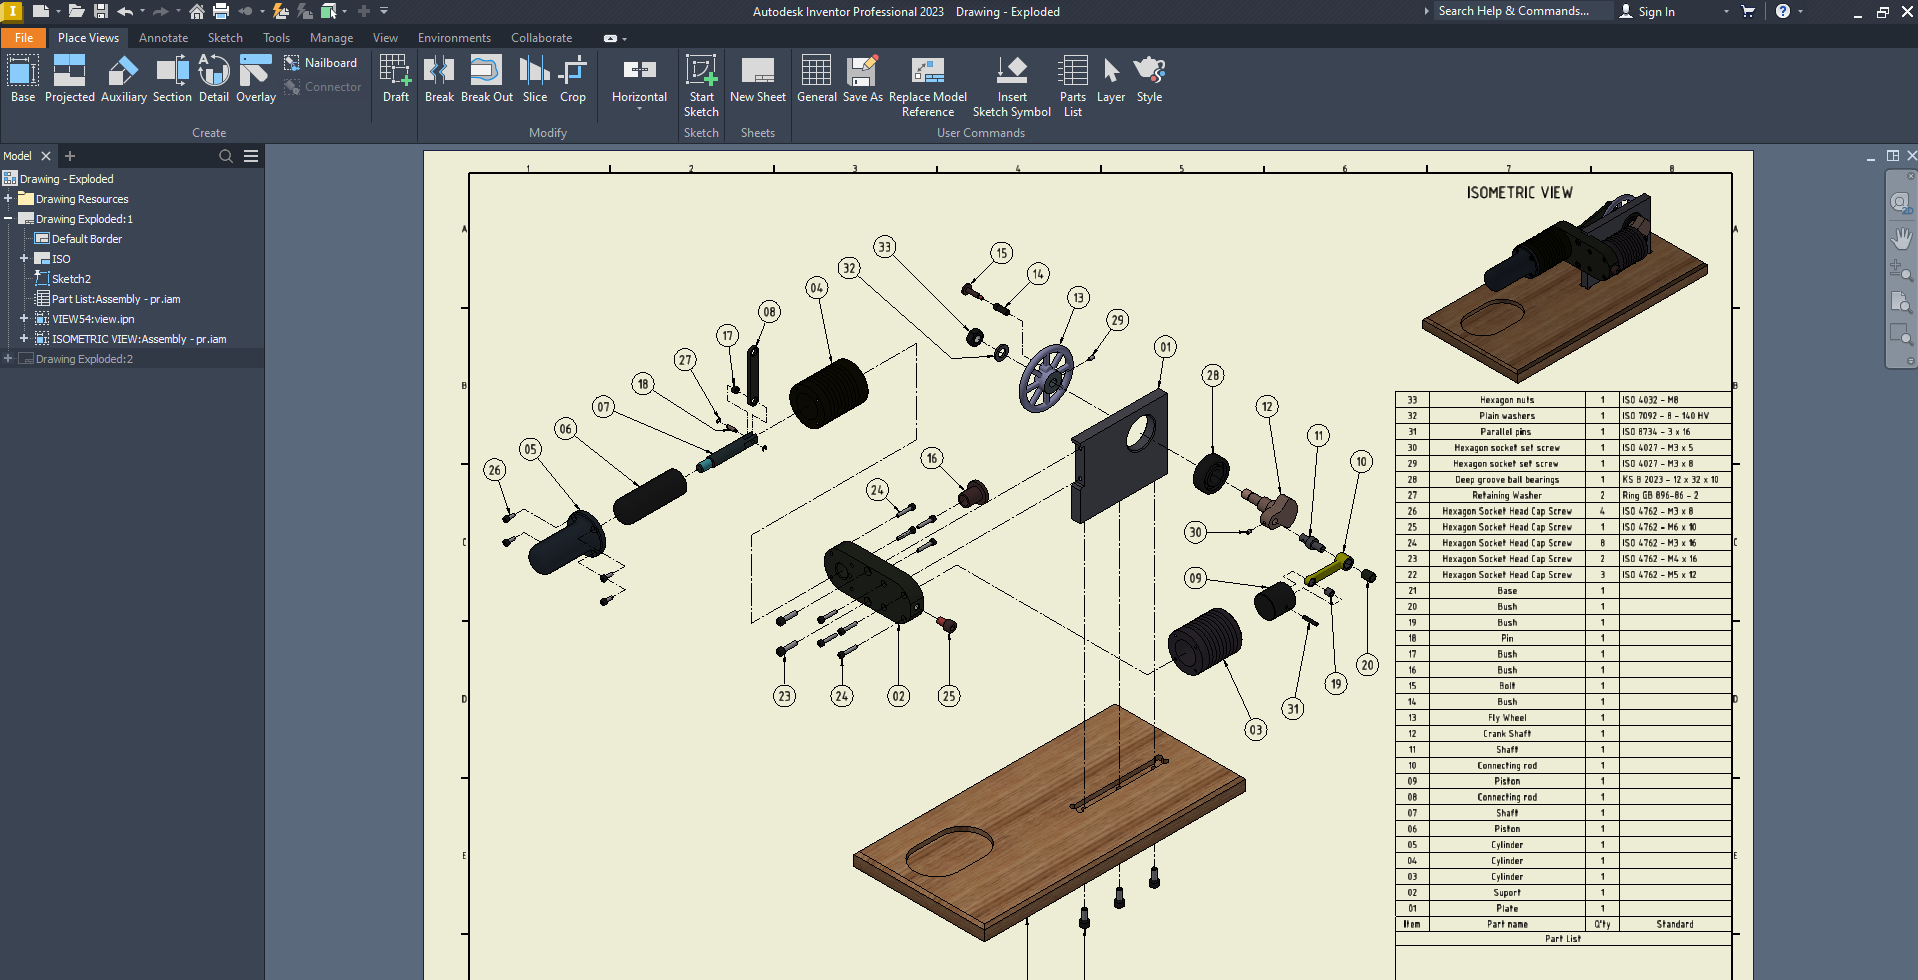 Autodesk Inventor Professional 2023 Drawing - Exploded
Search Help & Commands... Sign In
File Place Views Annotate Sketch Tools Manage View Environments Collaborate
Base Projected Auxiliary Section Detail Overlay
Nailboard
Connector
Draft Break Break Out Slice Crop Horizontal
Start Sketch
New Sheet General Save As
Replace Model Reference
Insert Sketch Symbol
Parts List
Layer Style
Create Modify Sketch Sheets User Commands
Model
Drawing - Exploded
Drawing Resources
Drawing Exploded:1
Default Border
ISO
Sketch2
Part List:Assembly - pr.iam
VIEW54:view.ipn
ISOMETRIC VIEW:Assembly - pr.iam
Drawing Exploded:2
1 2 3 4 5 6 7 8
A
B
C
D
E
A
B
C
D
E
ISOMETRIC VIEW
33
15
32
14
04
13
08
29
17
01
27
28
18
07
12
06
11
05
16
10
26
24
30
09
20
19
23
24
02
25
31
03
33 Hexagon nuts 1 ISO 4032 - M8
32 Plain washers 1 ISO 7092 - 8 - 140 HV
31 Parallel pins 1 ISO 8734 - 3 x 16
30 Hexagon socket set screw 1 ISO 4027 - M3 x 5
29 Hexagon socket set screw 1 ISO 4027 - M3 x 8
28 Deep groove ball bearings 1 KS B 2023 - 12 x 32 x 10
27 Retaining Washer 2 Ring GB 896-86 - 2
26 Hexagon Socket Head Cap Screw 4 ISO 4762 - M3 x 8
25 Hexagon Socket Head Cap Screw 1 ISO 4762 - M6 x 10
24 Hexagon Socket Head Cap Screw 8 ISO 4762 - M3 x 16
23 Hexagon Socket Head Cap Screw 2 ISO 4762 - M4 x 16
22 Hexagon Socket Head Cap Screw 3 ISO 4762 - M5 x 12
21 Base 1
20 Bush 1
19 Bush 1
18 Pin 1
17 Bush 1
16 Bush 1
15 Bolt 1
14 Bush 1
13 Fly Wheel 1
12 Crank Shaft 1
11 Shaft 1
10 Connecting rod 1
09 Piston 1
08 Connecting rod 1
07 Shaft 1
06 Piston 1
05 Cylinder 1
04 Cylinder 1
03 Cylinder 1
02 Suport 1
01 Plate 1
Item Part name Q'ty Standard
Part List